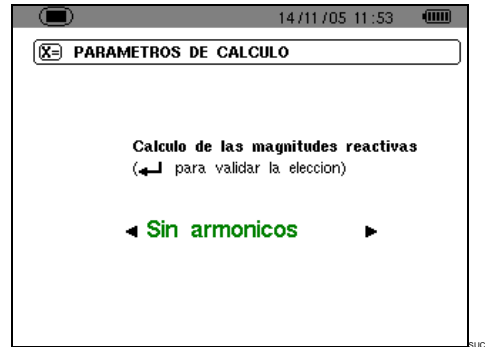 14/11/05 11:53
X= PARAMETROS DE CALCULO
Calculo de las magnitudes reactivas
(↵ para validar la eleccion)
◄ Sin armonicos ►
suc